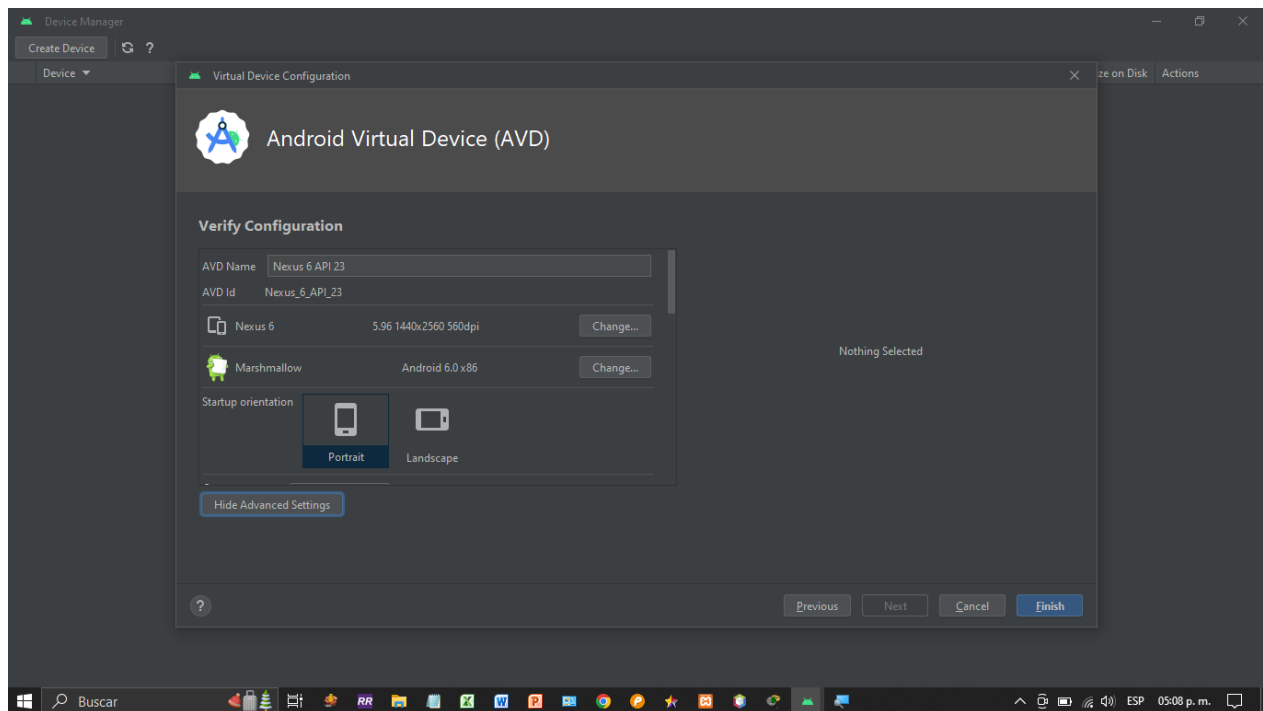 Device Manager
Create Device ?
Device ze on Disk Actions
Virtual Device Configuration
Android Virtual Device (AVD)
Verify Configuration
AVD Name Nexus 6 API 23
AVD Id Nexus_6_API_23
Nexus 6 5.96 1440x2560 560dpi Change...
Marshmallow Android 6.0 x86 Change...
Nothing Selected
Startup orientation
Portrait Landscape
Hide Advanced Settings
? Previous Next Cancel Finish
Buscar RR X W P ESP 05:08 p. m.